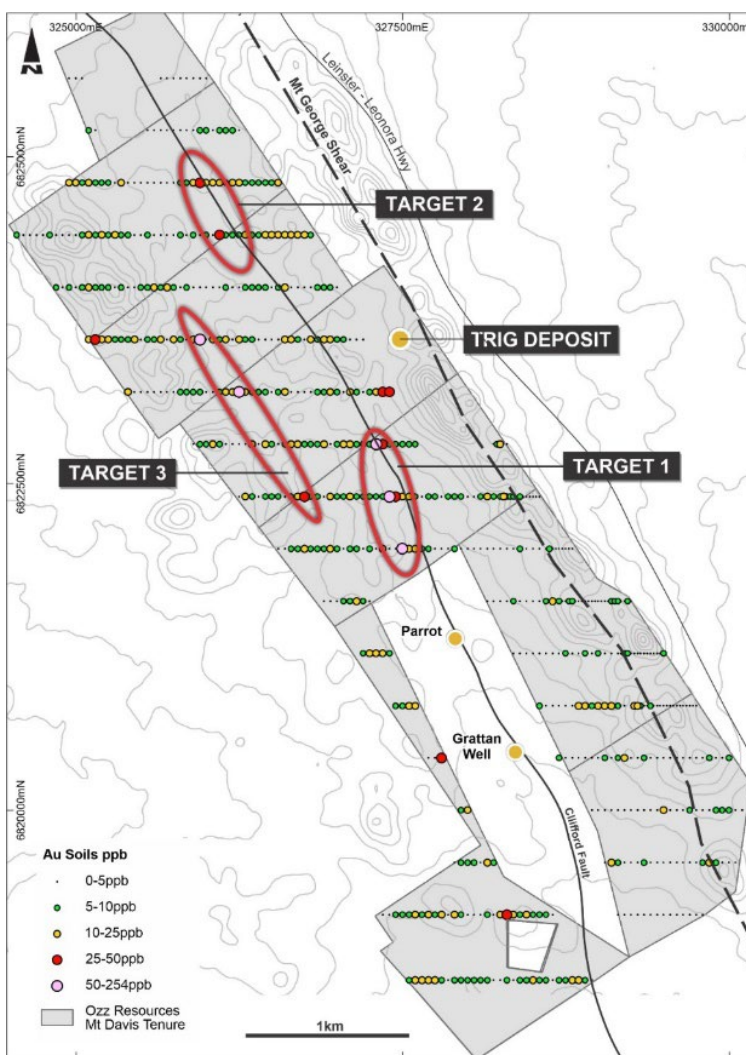 325000mE
327500mE
330000mE
N
Leinster - Leonora Hwy
Mt George Shear
6825000mN
TARGET 2
TRIG DEPOSIT
TARGET 3
TARGET 1
6822500mN
Parrot
Grattan
Well
Cliifford Fault
6820000mN
Au Soils ppb
0-5ppb
5-10ppb
10-25ppb
25-50ppb
50-254ppb
Ozz Resources
Mt Davis Tenure
1km